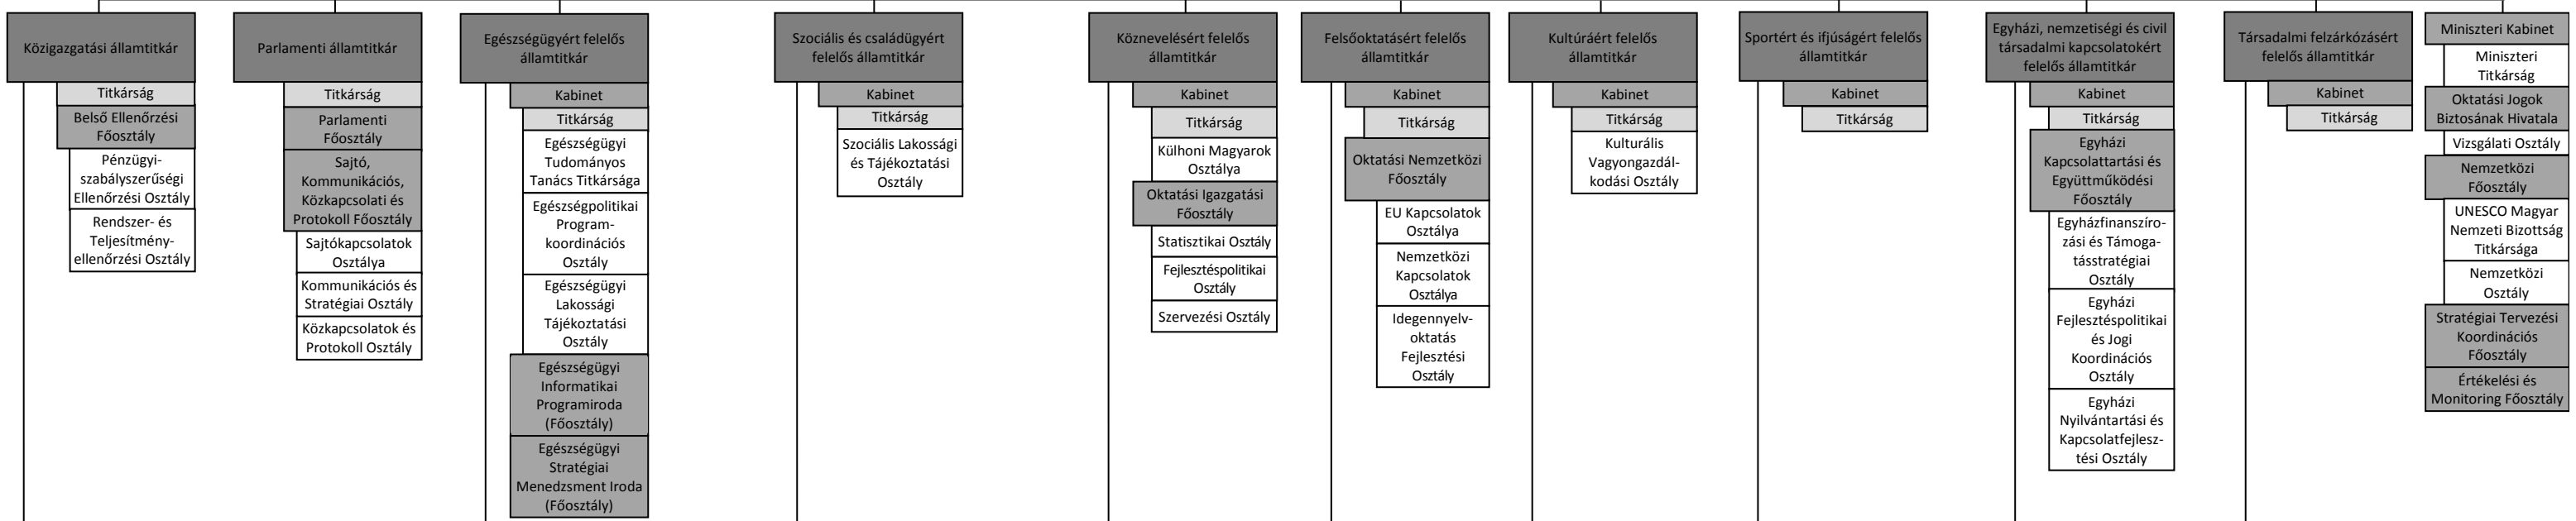 Közigazgatási államtitkár
Titkárság
Belső Ellenőrzési
Főosztály
Pénzügyi-
szabályszerűségi
Ellenőrzési Osztály
Rendszer- és
Teljesítmény-
ellenőrzési Osztály
Parlamenti államtitkár
Titkárság
Parlamenti
Főosztály
Sajtó,
Kommunikációs,
Közkapcsolati és
Protokoll Főosztály
Sajtókapcsolatok
Osztálya
Kommunikációs és
Stratégiai Osztály
Közkapcsolatok és
Protokoll Osztály
Egészségügyért felelős
államtitkár
Kabinet
Titkárság
Egészségügyi
Tudományos
Tanács Titkársága
Egészségpolitikai
Program-
koordinációs
Osztály
Egészségügyi
Lakossági
Tájékoztatási
Osztály
Egészségügyi
Informatikai
Programiroda
(Főosztály)
Egészségügyi
Stratégiai
Menedzsment Iroda
(Főosztály)
Szociális és családügyért
felelős államtitkár
Kabinet
Titkárság
Szociális Lakossági
és Tájékoztatási
Osztály
Köznevelésért felelős
államtitkár
Kabinet
Titkárság
Külhoni Magyarok
Osztálya
Oktatási Igazgatási
Főosztály
Statisztikai Osztály
Fejlesztéspolitikai
Osztály
Szervezési Osztály
Felsőoktatásért felelős
államtitkár
Kabinet
Titkárság
Oktatási Nemzetközi
Főosztály
EU Kapcsolatok
Osztálya
Nemzetközi
Kapcsolatok
Osztálya
Idegennyelv-
oktatás
Fejlesztési
Osztály
Kultúráért felelős
államtitkár
Kabinet
Titkárság
Kulturális
Vagyongazdál-
kodási Osztály
Sportért és ifjúságért felelős
államtitkár
Kabinet
Titkárság
Egyházi, nemzetiségi és civil
társadalmi kapcsolatokért
felelős államtitkár
Kabinet
Titkárság
Egyházi
Kapcsolattartási és
Együttműködési
Főosztály
Egyházfinanszíro-
zási és Támoga-
tásstratégiai
Osztály
Egyházi
Fejlesztéspolitikai
és Jogi
Koordinációs
Osztály
Egyházi
Nyilvántartási és
Kapcsolatfejlesz-
tési Osztály
Társadalmi felzárkózásért
felelős államtitkár
Kabinet
Titkárság
Miniszteri Kabinet
Miniszteri
Titkárság
Oktatási Jogok
Biztosának Hivatala
Vizsgálati Osztály
Nemzetközi
Főosztály
UNESCO Magyar
Nemzeti Bizottság
Titkársága
Nemzetközi
Osztály
Stratégiai Tervezési
Koordinációs
Főosztály
Értékelési és
Monitoring Főosztály